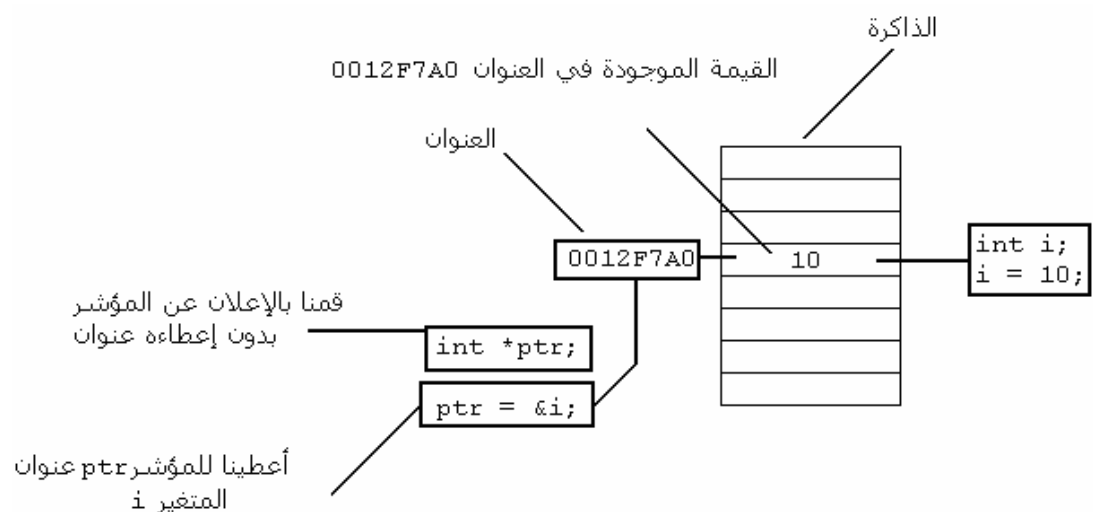 الذاكرة
القيمة الموجودة في العنوان 0012F7A0
العنوان
0012F7A0
10
int i;
i = 10;
قمنا بالإعلان عن المؤشر
بدون إعطاءه عنوان
int *ptr;
ptr = &i;
أعطينا للمؤشر ptr عنوان
المتغير i